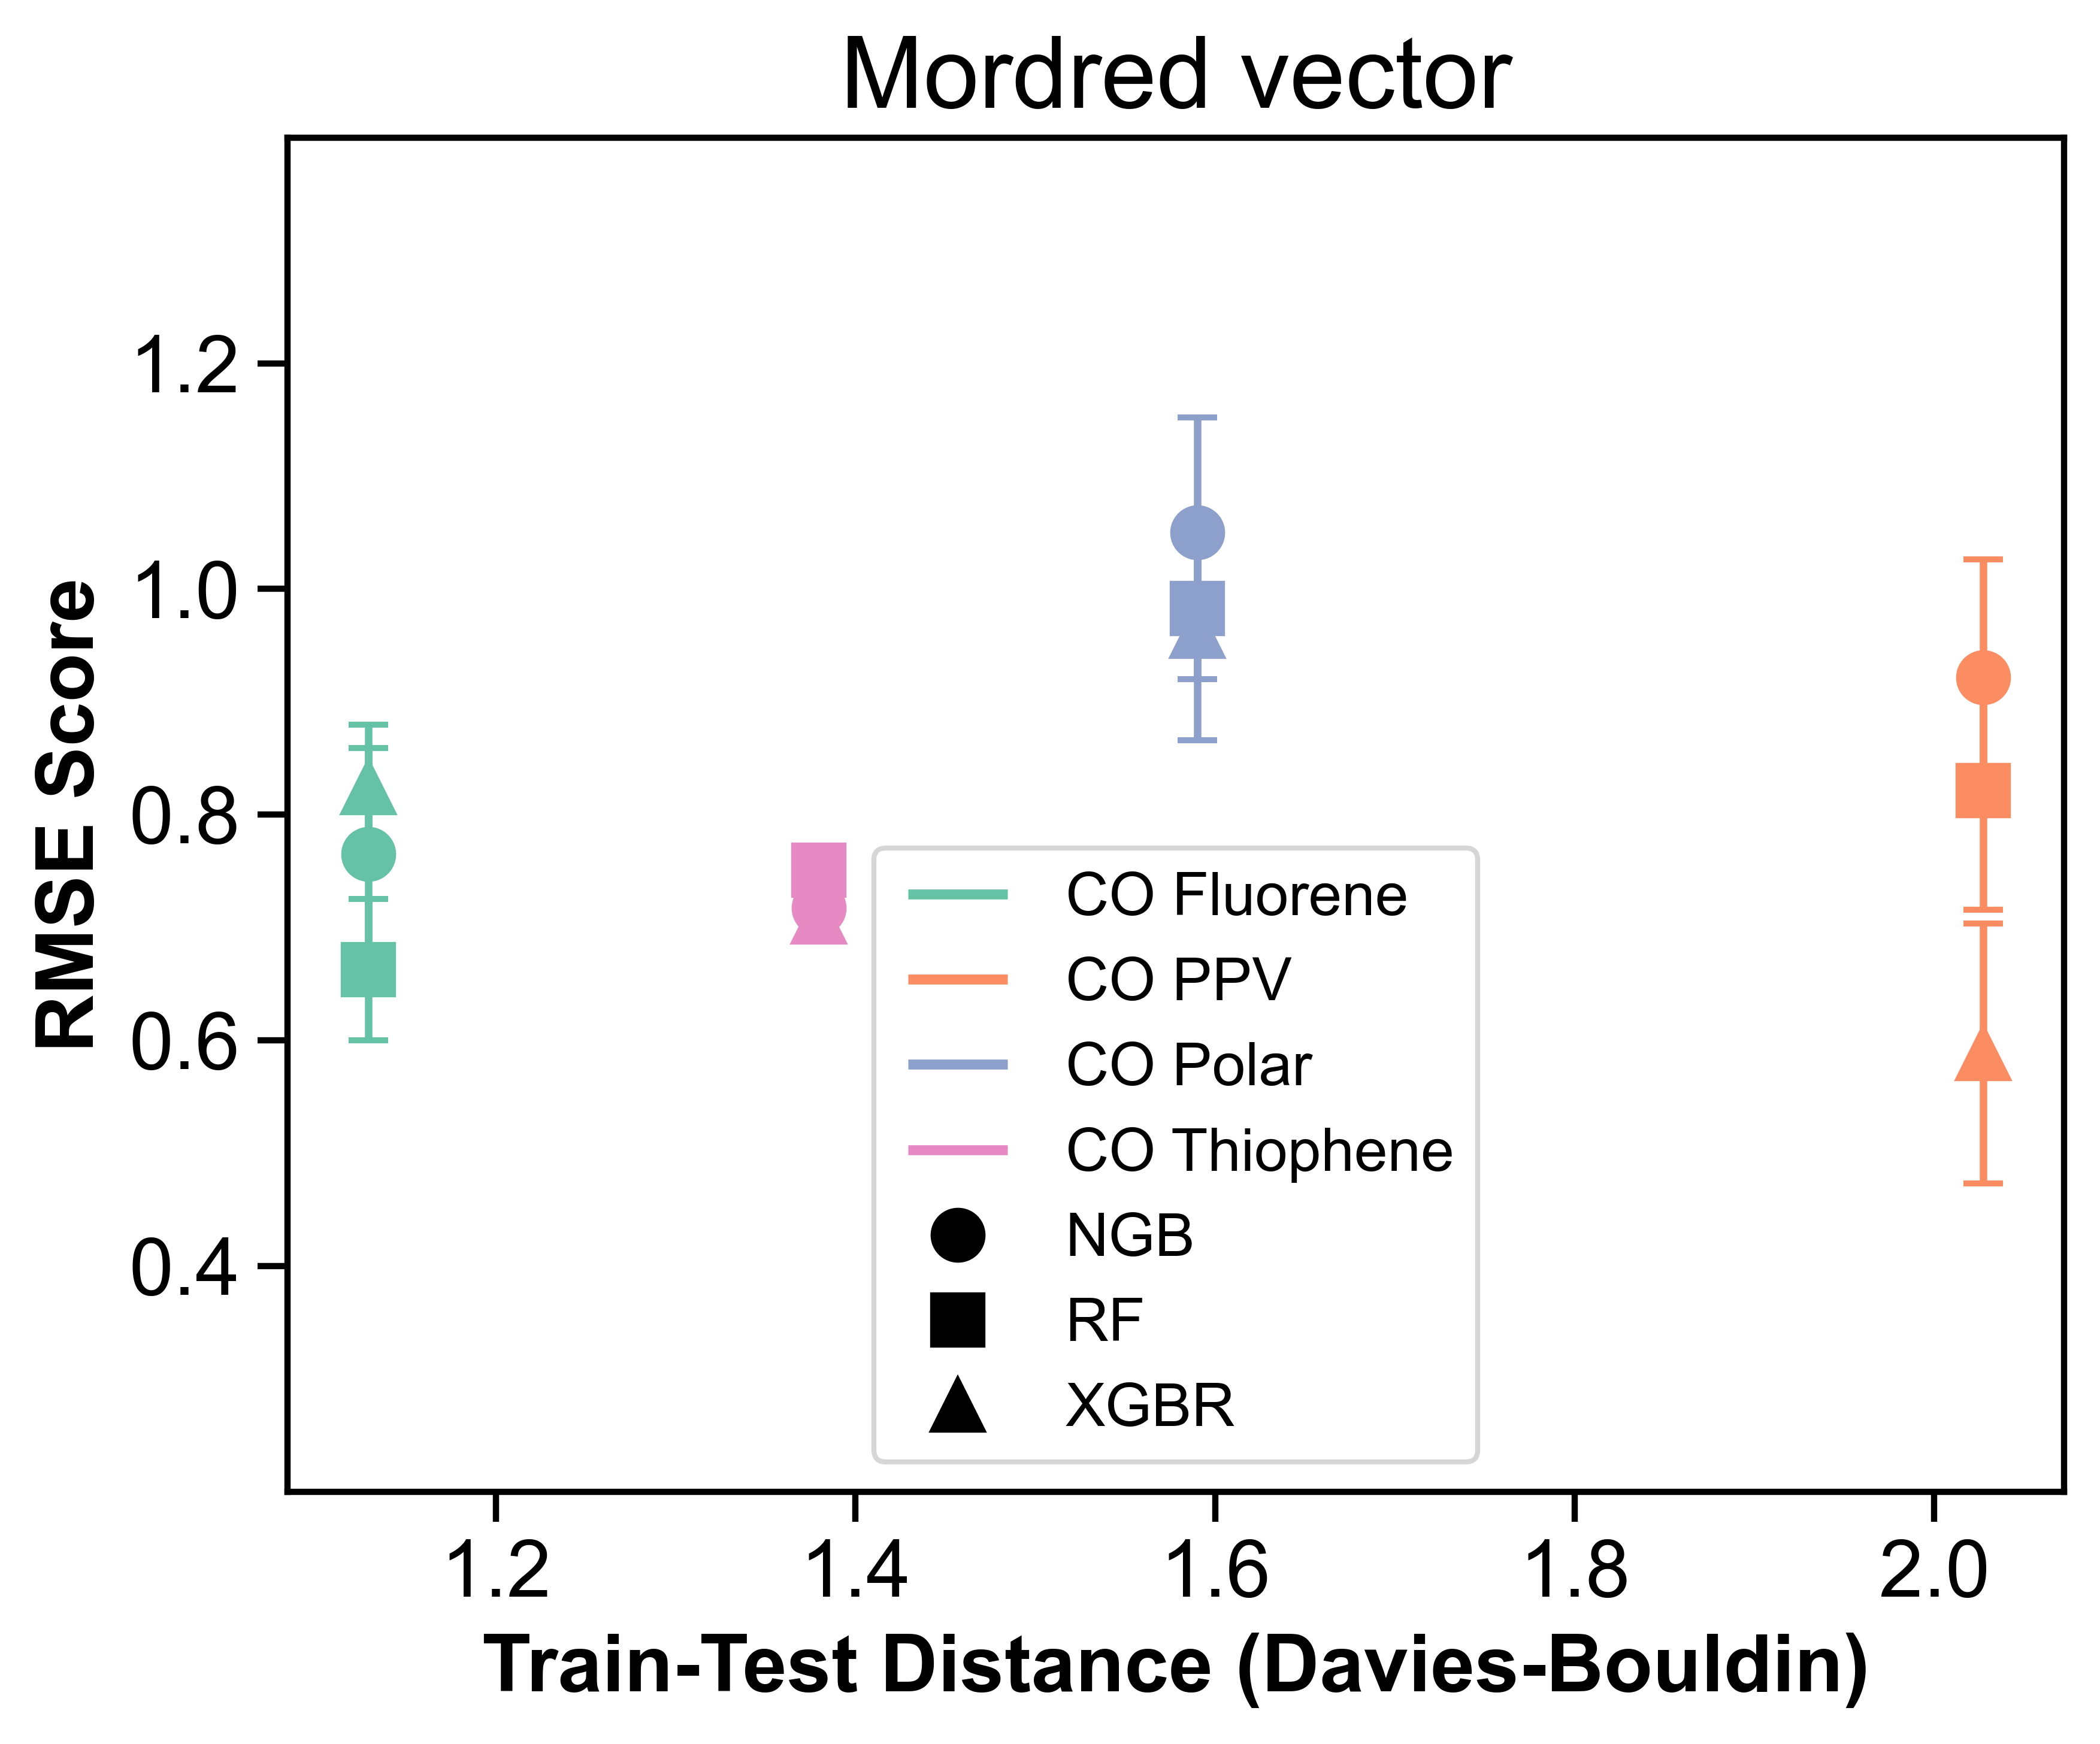 Mordred vector
RMSE Score
1.2
1.0
0.8
0.6
0.4
CO Fluorene
CO PPV
CO Polar
CO Thiophene
NGB
RF
XGBR
1.2 1.4 1.6 1.8 2.0
Train-Test Distance (Davies-Bouldin)